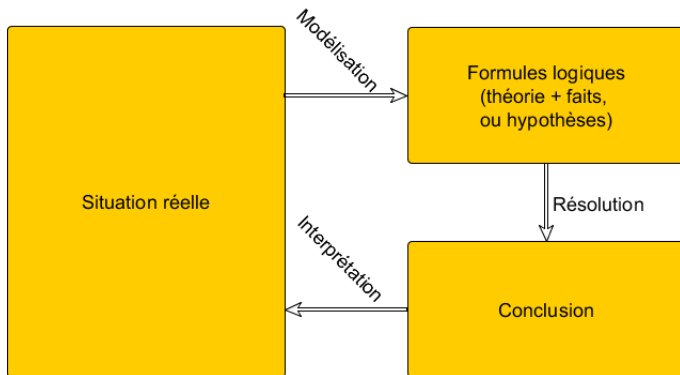 Modélisation
Formules logiques
(théorie + faits,
ou hypothèses)
Situation réelle
Résolution
Interprétation
Conclusion